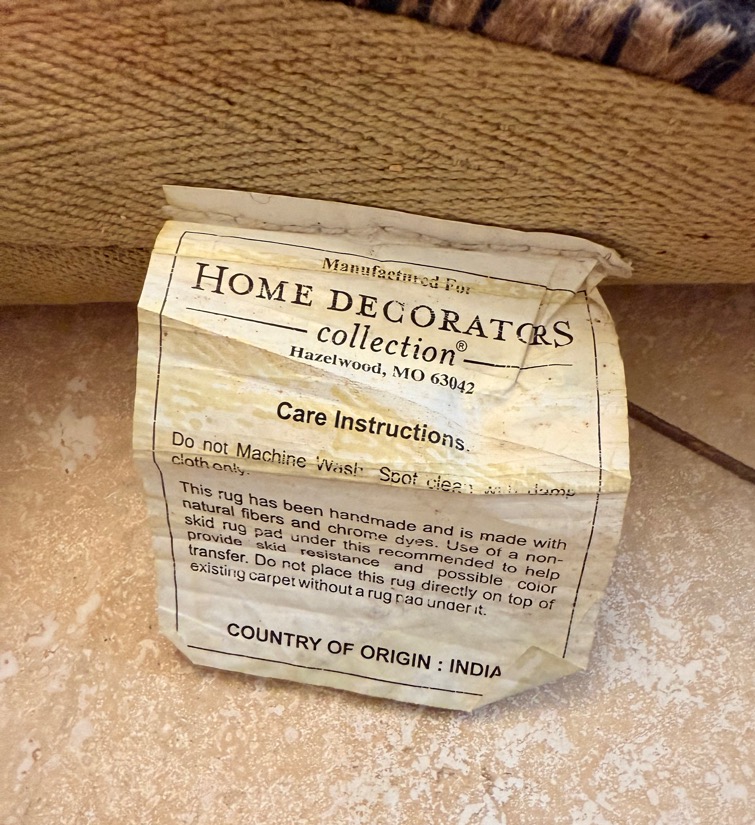 Manufactured For
HOME DECORATORS
collection®
Hazelwood, MO 63042
Care Instructions.
Do not Machine Wash Spot clean with damp
cloth only.
This rug has been handmade and is made with
natural fibers and chrome dyes. Use of a non-
skid rug pad under this recommended to help
provide skid resistance and possible color
transfer. Do not place this rug directly on top of
existing carpet without a rug pad under it.
COUNTRY OF ORIGIN : INDIA